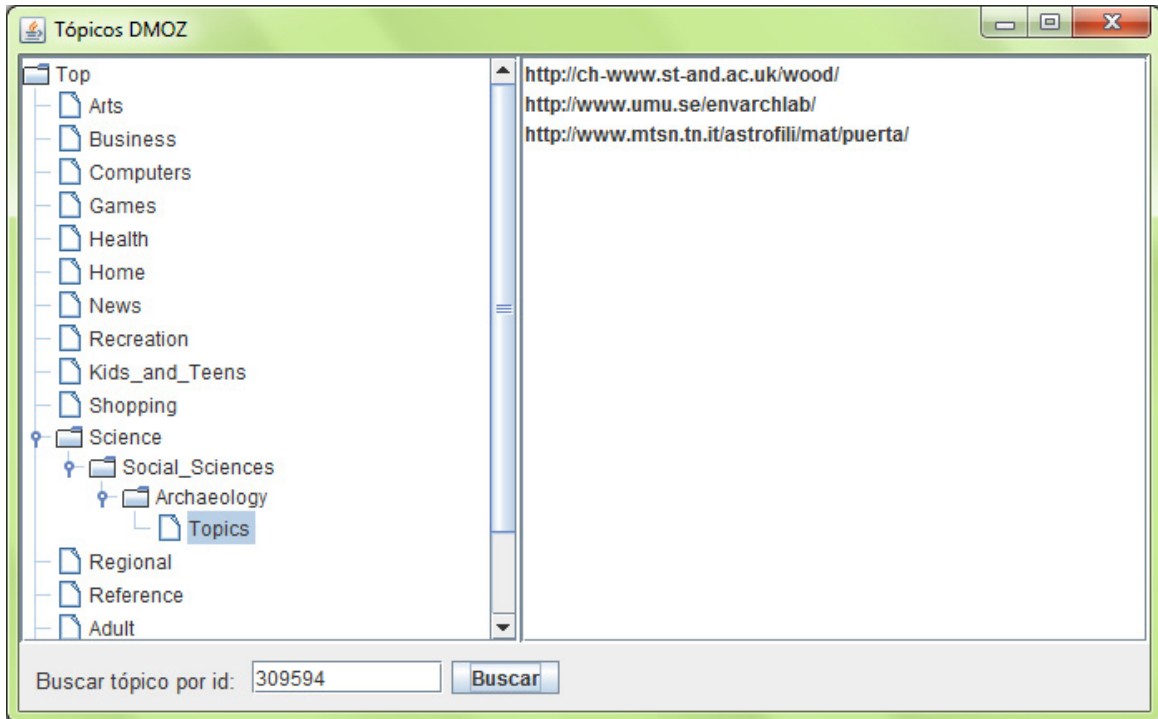 Tópicos DMOZ
Top
Arts
Business
Computers
Games
Health
Home
News
Recreation
Kids_and_Teens
Shopping
Science
Social_Sciences
Archaeology
Topics
Regional
Reference
Adult
http://ch-www.st-and.ac.uk/wood/
http://www.umu.se/envarchlab/
http://www.mtsn.tn.it/astrofili/mat/puerta/
Buscar tópico por id: 309594 Buscar